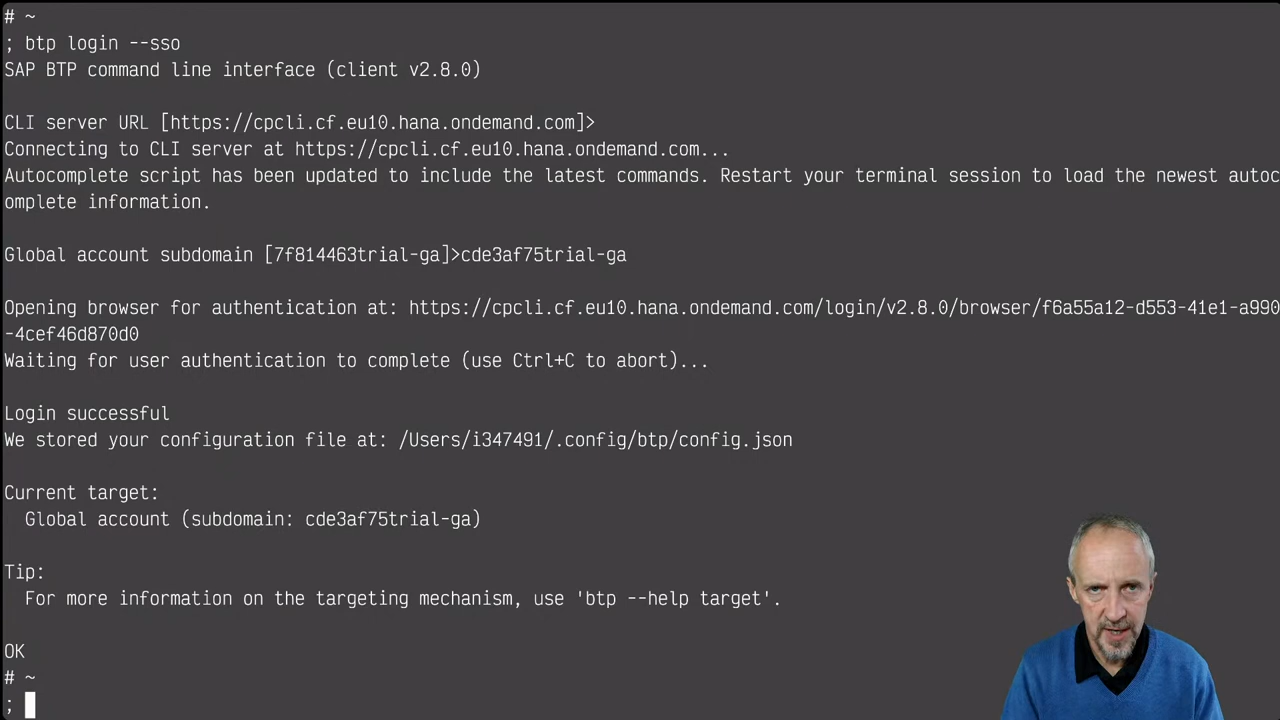 # ~
; btp login --sso
SAP BTP command line interface (client v2.8.0)
CLI server URL [https://cpcli.cf.eu10.hana.ondemand.com]>
Connecting to CLI server at https://cpcli.cf.eu10.hana.ondemand.com...
Autocomplete script has been updated to include the latest commands. Restart your terminal session to load the newest autoc
omplete information.
Global account subdomain [7f814463trial-ga]>cde3af75trial-ga
Opening browser for authentication at: https://cpcli.cf.eu10.hana.ondemand.com/login/v2.8.0/browser/f6a55a12-d553-41e1-a990
-4cef46d870d0
Waiting for user authentication to complete (use Ctrl+C to abort)...
Login successful
We stored your configuration file at: /Users/i347491/.config/btp/config.json
Current target:
Global account (subdomain: cde3af75trial-ga)
Tip:
For more information on the targeting mechanism, use 'btp --help target'.
OK
# ~
;